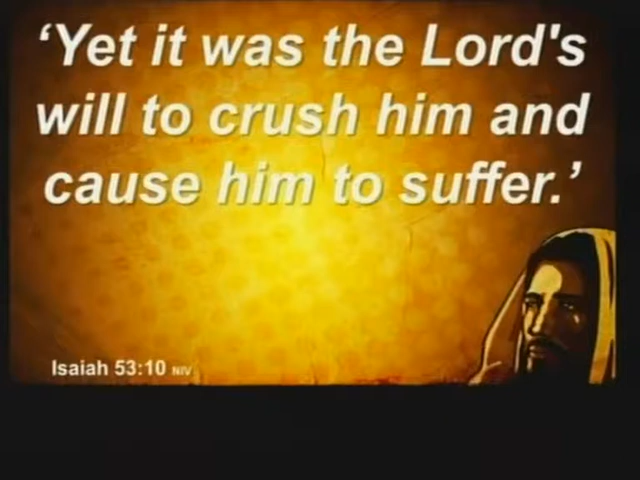 ‘Yet it was the Lord's
will to crush him and
cause him to suffer.’
Isaiah 53:10 NIV